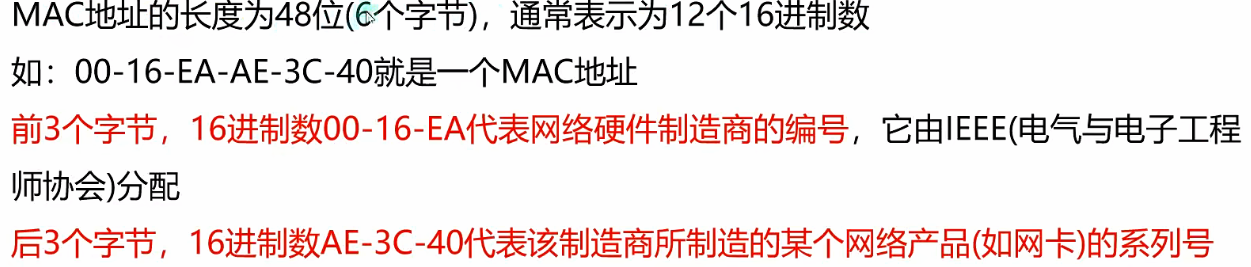 MAC地址的长度为48位(6个字节)，通常表示为12个16进制数
如：00-16-EA-AE-3C-40就是一个MAC地址
前3个字节，16进制数00-16-EA代表网络硬件制造商的编号，它由IEEE(电气与电子工程
师协会)分配
后3个字节，16进制数AE-3C-40代表该制造商所制造的某个网络产品(如网卡)的系列号